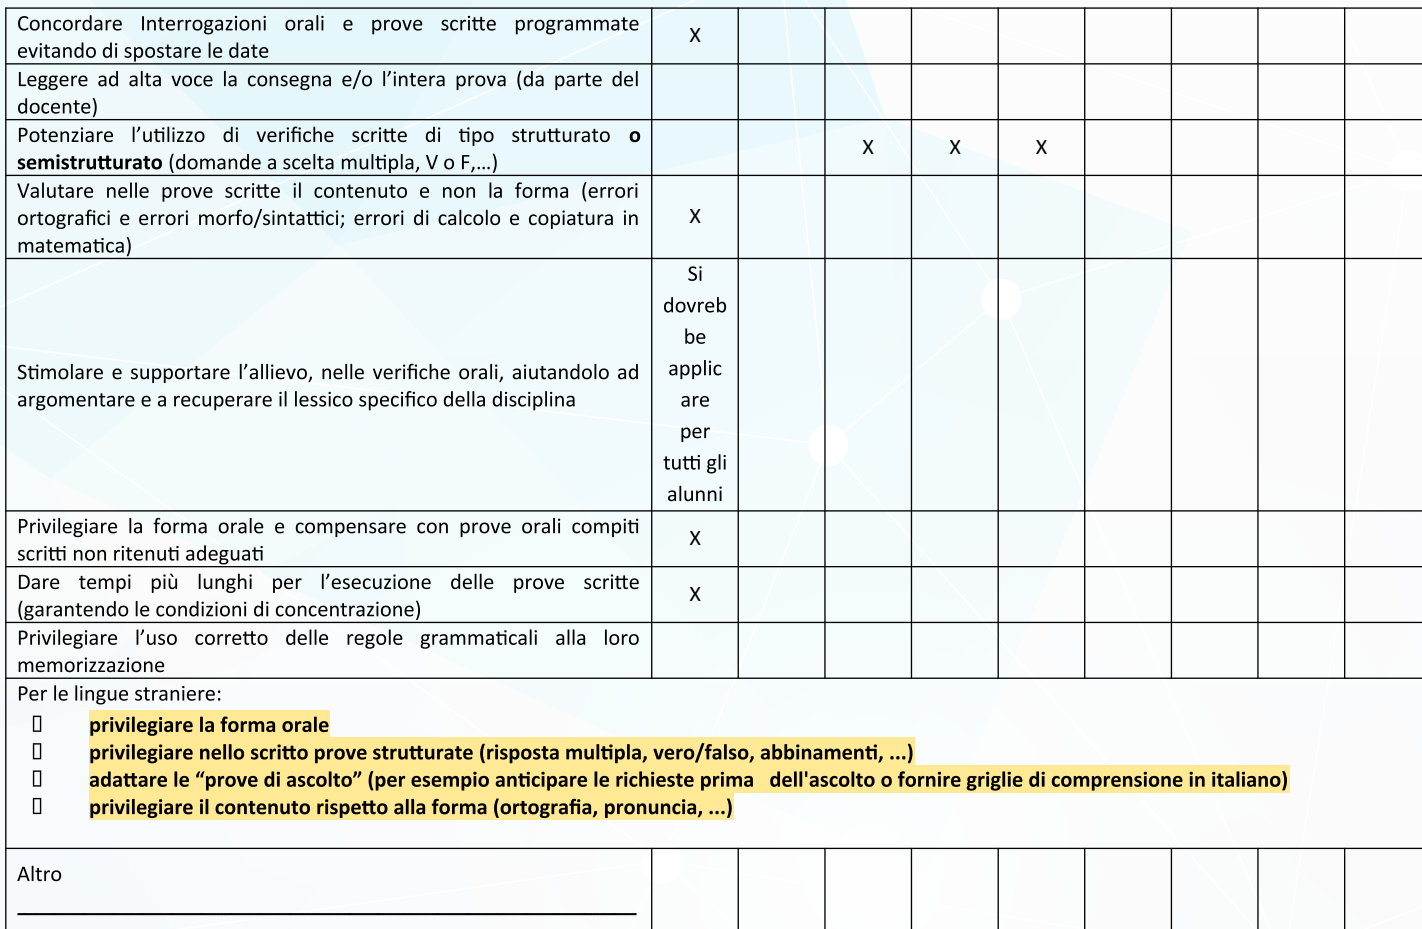 Concordare Interrogazioni orali e prove scritte programmate
evitando di spostare le date
X
Leggere ad alta voce la consegna e/o l’intera prova (da parte del
docente)
Potenziare l’utilizzo di verifiche scritte di tipo strutturato o
semistrutturato (domande a scelta multipla, V o F,...)
X X X
Valutare nelle prove scritte il contenuto e non la forma (errori
ortografici e errori morfo/sintattici; errori di calcolo e copiatura in
matematica)
X
Stimolare e supportare l’allievo, nelle verifiche orali, aiutandolo ad
argomentare e a recuperare il lessico specifico della disciplina
Si
dovreb
be
applic
are
per
tutti gli
alunni
Privilegiare la forma orale e compensare con prove orali compiti
scritti non ritenuti adeguati
X
Dare tempi più lunghi per l’esecuzione delle prove scritte
(garantendo le condizioni di concentrazione)
X
Privilegiare l’uso corretto delle regole grammaticali alla loro
memorizzazione
Per le lingue straniere:
privilegiare la forma orale
privilegiare nello scritto prove strutturate (risposta multipla, vero/falso, abbinamenti, ...)
adattare le “prove di ascolto” (per esempio anticipare le richieste prima dell'ascolto o fornire griglie di comprensione in italiano)
privilegiare il contenuto rispetto alla forma (ortografia, pronuncia, ...)
Altro